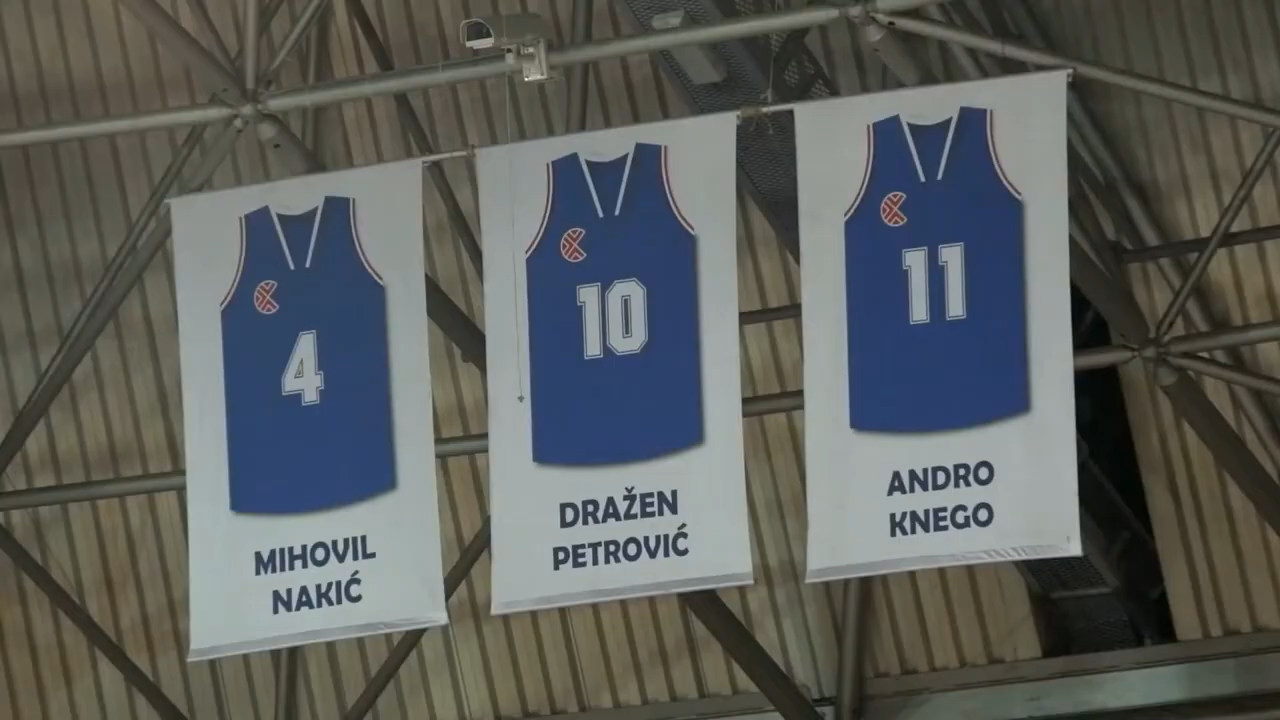 4
MIHOVIL
NAKIĆ
10
DRAŽEN
PETROVIĆ
11
ANDRO
KNEGO